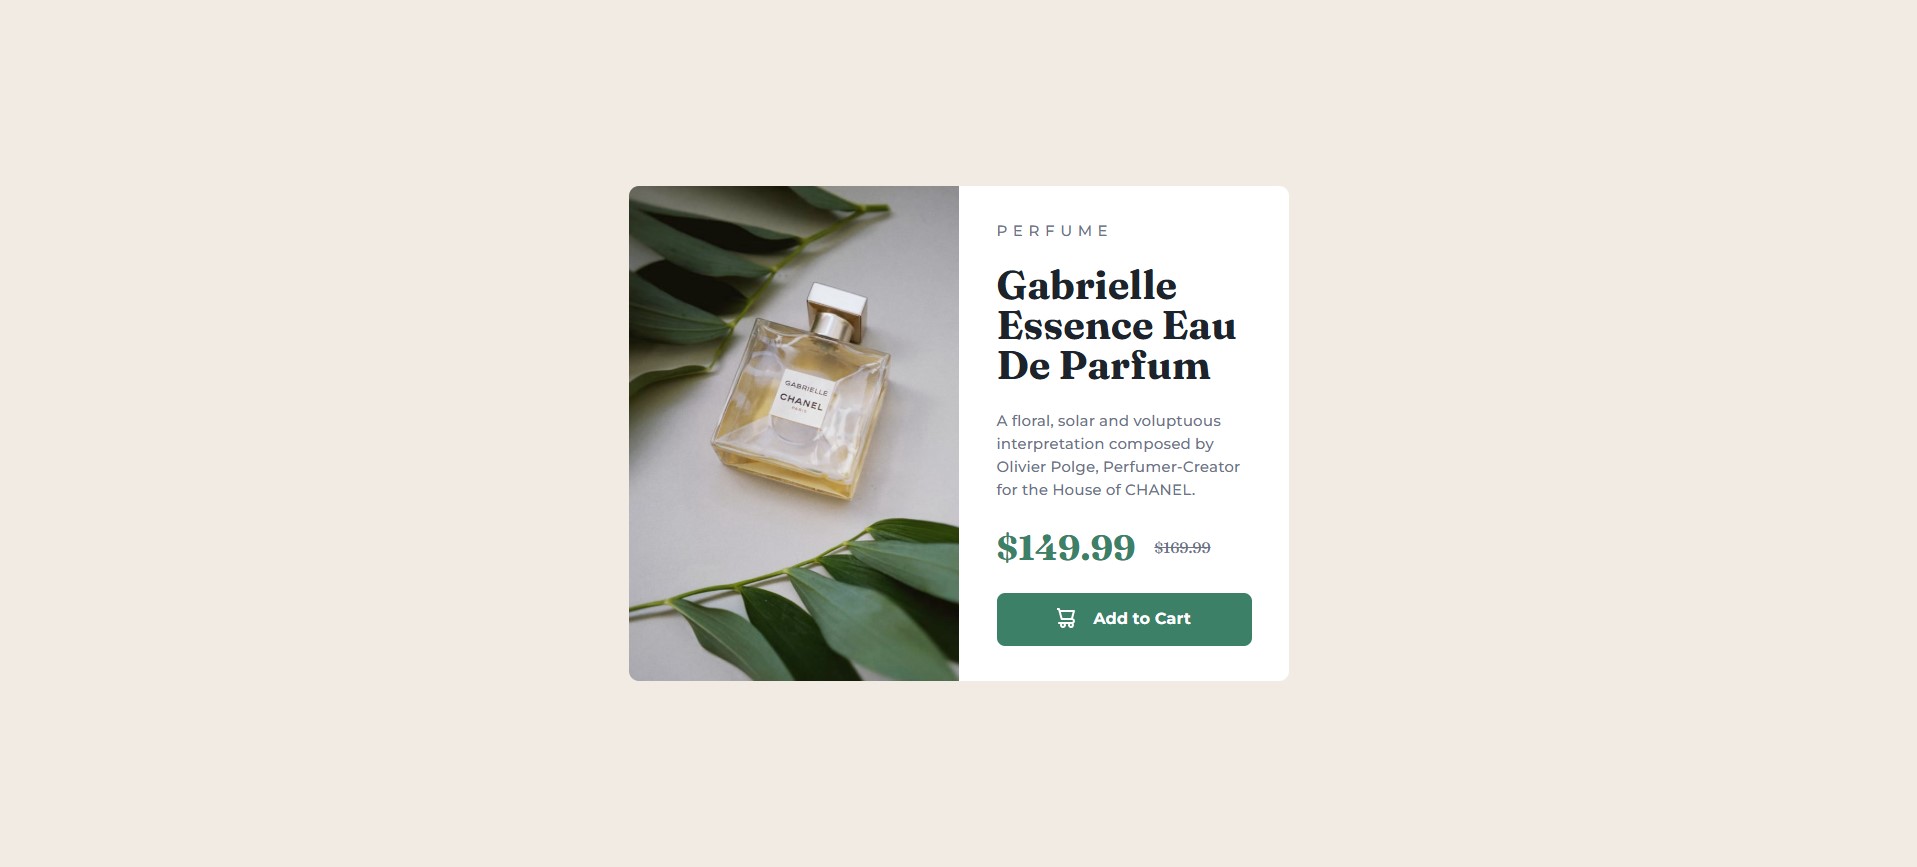 GABRIELLE
CHANEL
PARIS
PERFUME
Gabrielle
Essence Eau
De Parfum
A floral, solar and voluptuous
interpretation composed by
Olivier Polge, Perfumer-Creator
for the House of CHANEL.
$149.99 $169.99
Add to Cart